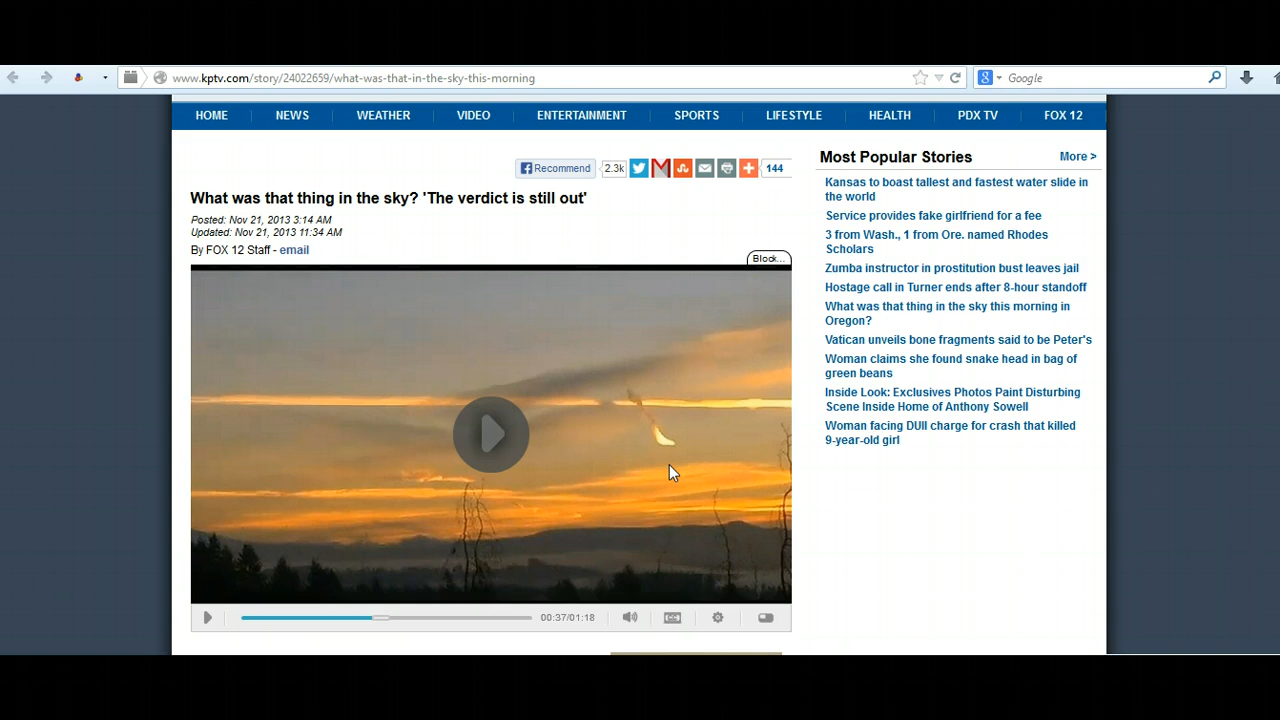 www.kptv.com/story/24022659/what-was-that-in-the-sky-this-morning
Google
HOME NEWS WEATHER VIDEO ENTERTAINMENT SPORTS LIFESTYLE HEALTH PDX TV FOX 12
Recommend 2.3k 144
What was that thing in the sky? 'The verdict is still out'
Posted: Nov 21, 2013 3:14 AM
Updated: Nov 21, 2013 11:34 AM
By FOX 12 Staff - email
Block...
00:37/01:18
CC
Most Popular Stories More >
Kansas to boast tallest and fastest water slide in
the world
Service provides fake girlfriend for a fee
3 from Wash., 1 from Ore. named Rhodes
Scholars
Zumba instructor in prostitution bust leaves jail
Hostage call in Turner ends after 8-hour standoff
What was that thing in the sky this morning in
Oregon?
Vatican unveils bone fragments said to be Peter's
Woman claims she found snake head in bag of
green beans
Inside Look: Exclusives Photos Paint Disturbing
Scene Inside Home of Anthony Sowell
Woman facing DUII charge for crash that killed
9-year-old girl